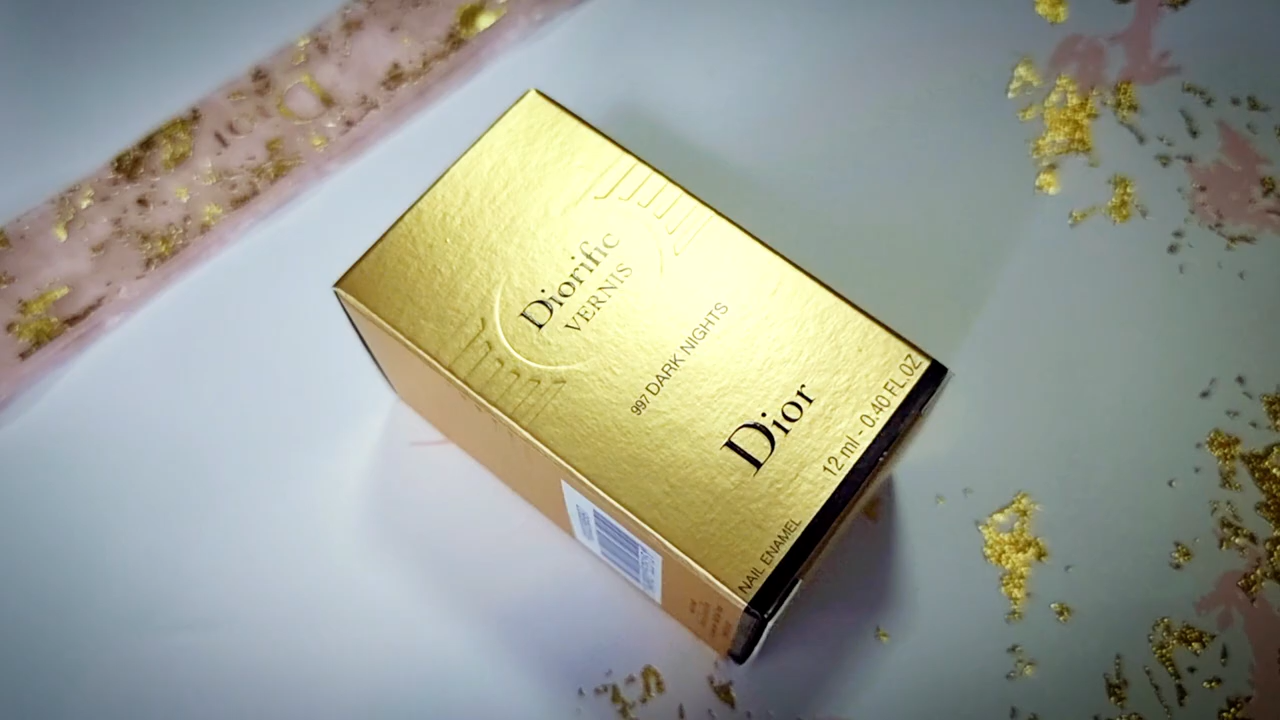 Diorific
VERNIS
997 DARK NIGHTS
Dior
NAIL ENAMEL
12 ml - 0.40 FL.OZ